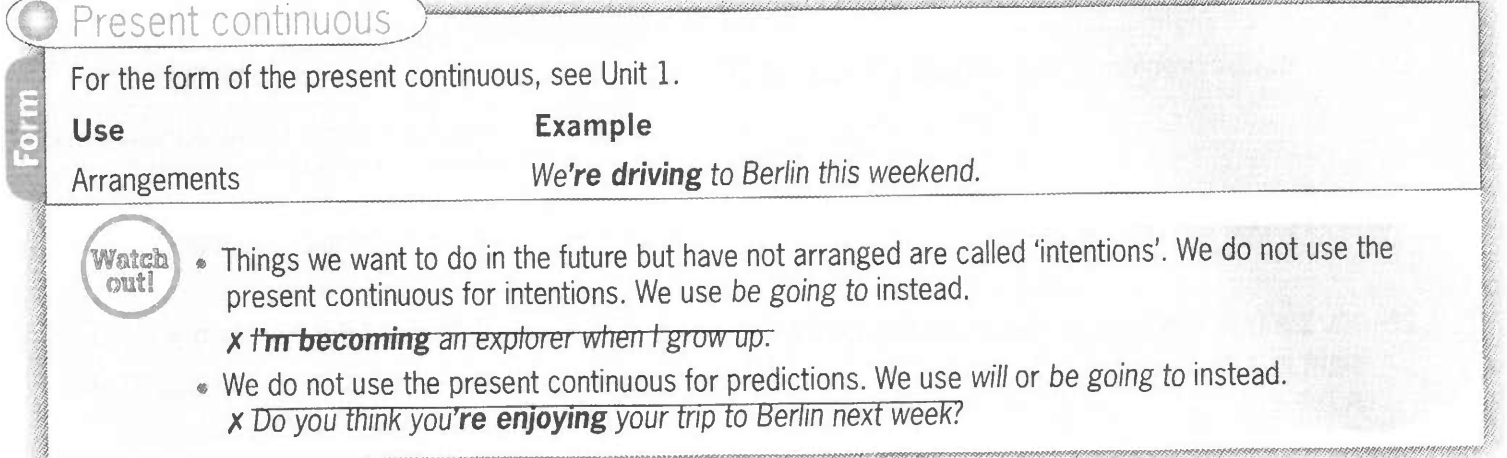 Present continuous
Form
For the form of the present continuous, see Unit 1.
Use Example
Arrangements We're driving to Berlin this weekend.
Watch out!
• Things we want to do in the future but have not arranged are called 'intentions'. We do not use the
present continuous for intentions. We use be going to instead.
✗ I'm becoming an explorer when I grow up.
• We do not use the present continuous for predictions. We use will or be going to instead.
✗ Do you think you're enjoying your trip to Berlin next week?